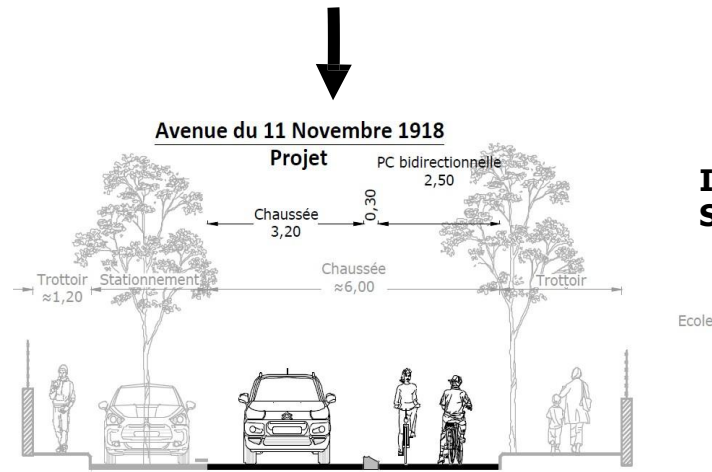 Avenue du 11 Novembre 1918
Projet
PC bidirectionnelle
2,50
0,30
Chaussée
3,20
Chaussée
≈6,00
Trottoir
≈1,20
Stationnement
Trottoir
Ecole